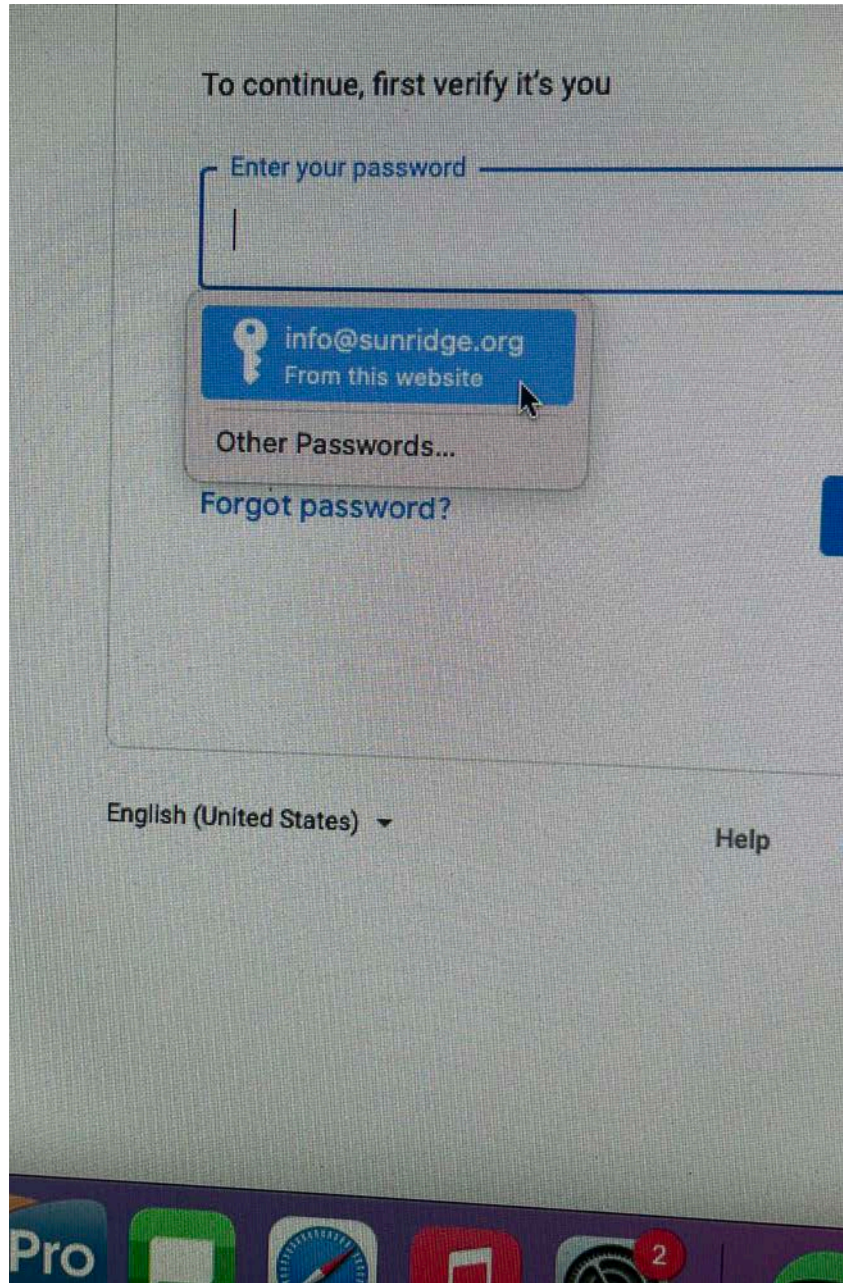 To continue, first verify it's you
Enter your password
info@sunridge.org
From this website
Other Passwords...
Forgot password?
English (United States)
Help
Pro
2